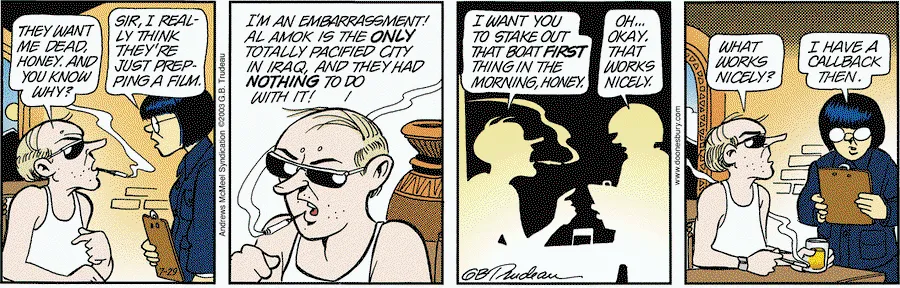 THEY WANT
ME DEAD,
HONEY. AND
YOU KNOW
WHY?
SIR, I REAL-
LY THINK
THEY'RE
JUST PREP-
PING A FILM.
7-29
Andrews McMeel Syndication ©2003 G.B. Trudeau
I'M AN EMBARRASSMENT!
AL AMOK IS THE ONLY
TOTALLY PACIFIED CITY
IN IRAQ, AND THEY HAD
NOTHING TO DO
WITH IT!
I WANT YOU
TO STAKE OUT
THAT BOAT FIRST
THING IN THE
MORNING, HONEY.
OH...
OKAY.
THAT
WORKS
NICELY.
GBTrudeau
www.doonesbury.com
WHAT
WORKS
NICELY?
I HAVE A
CALLBACK
THEN.